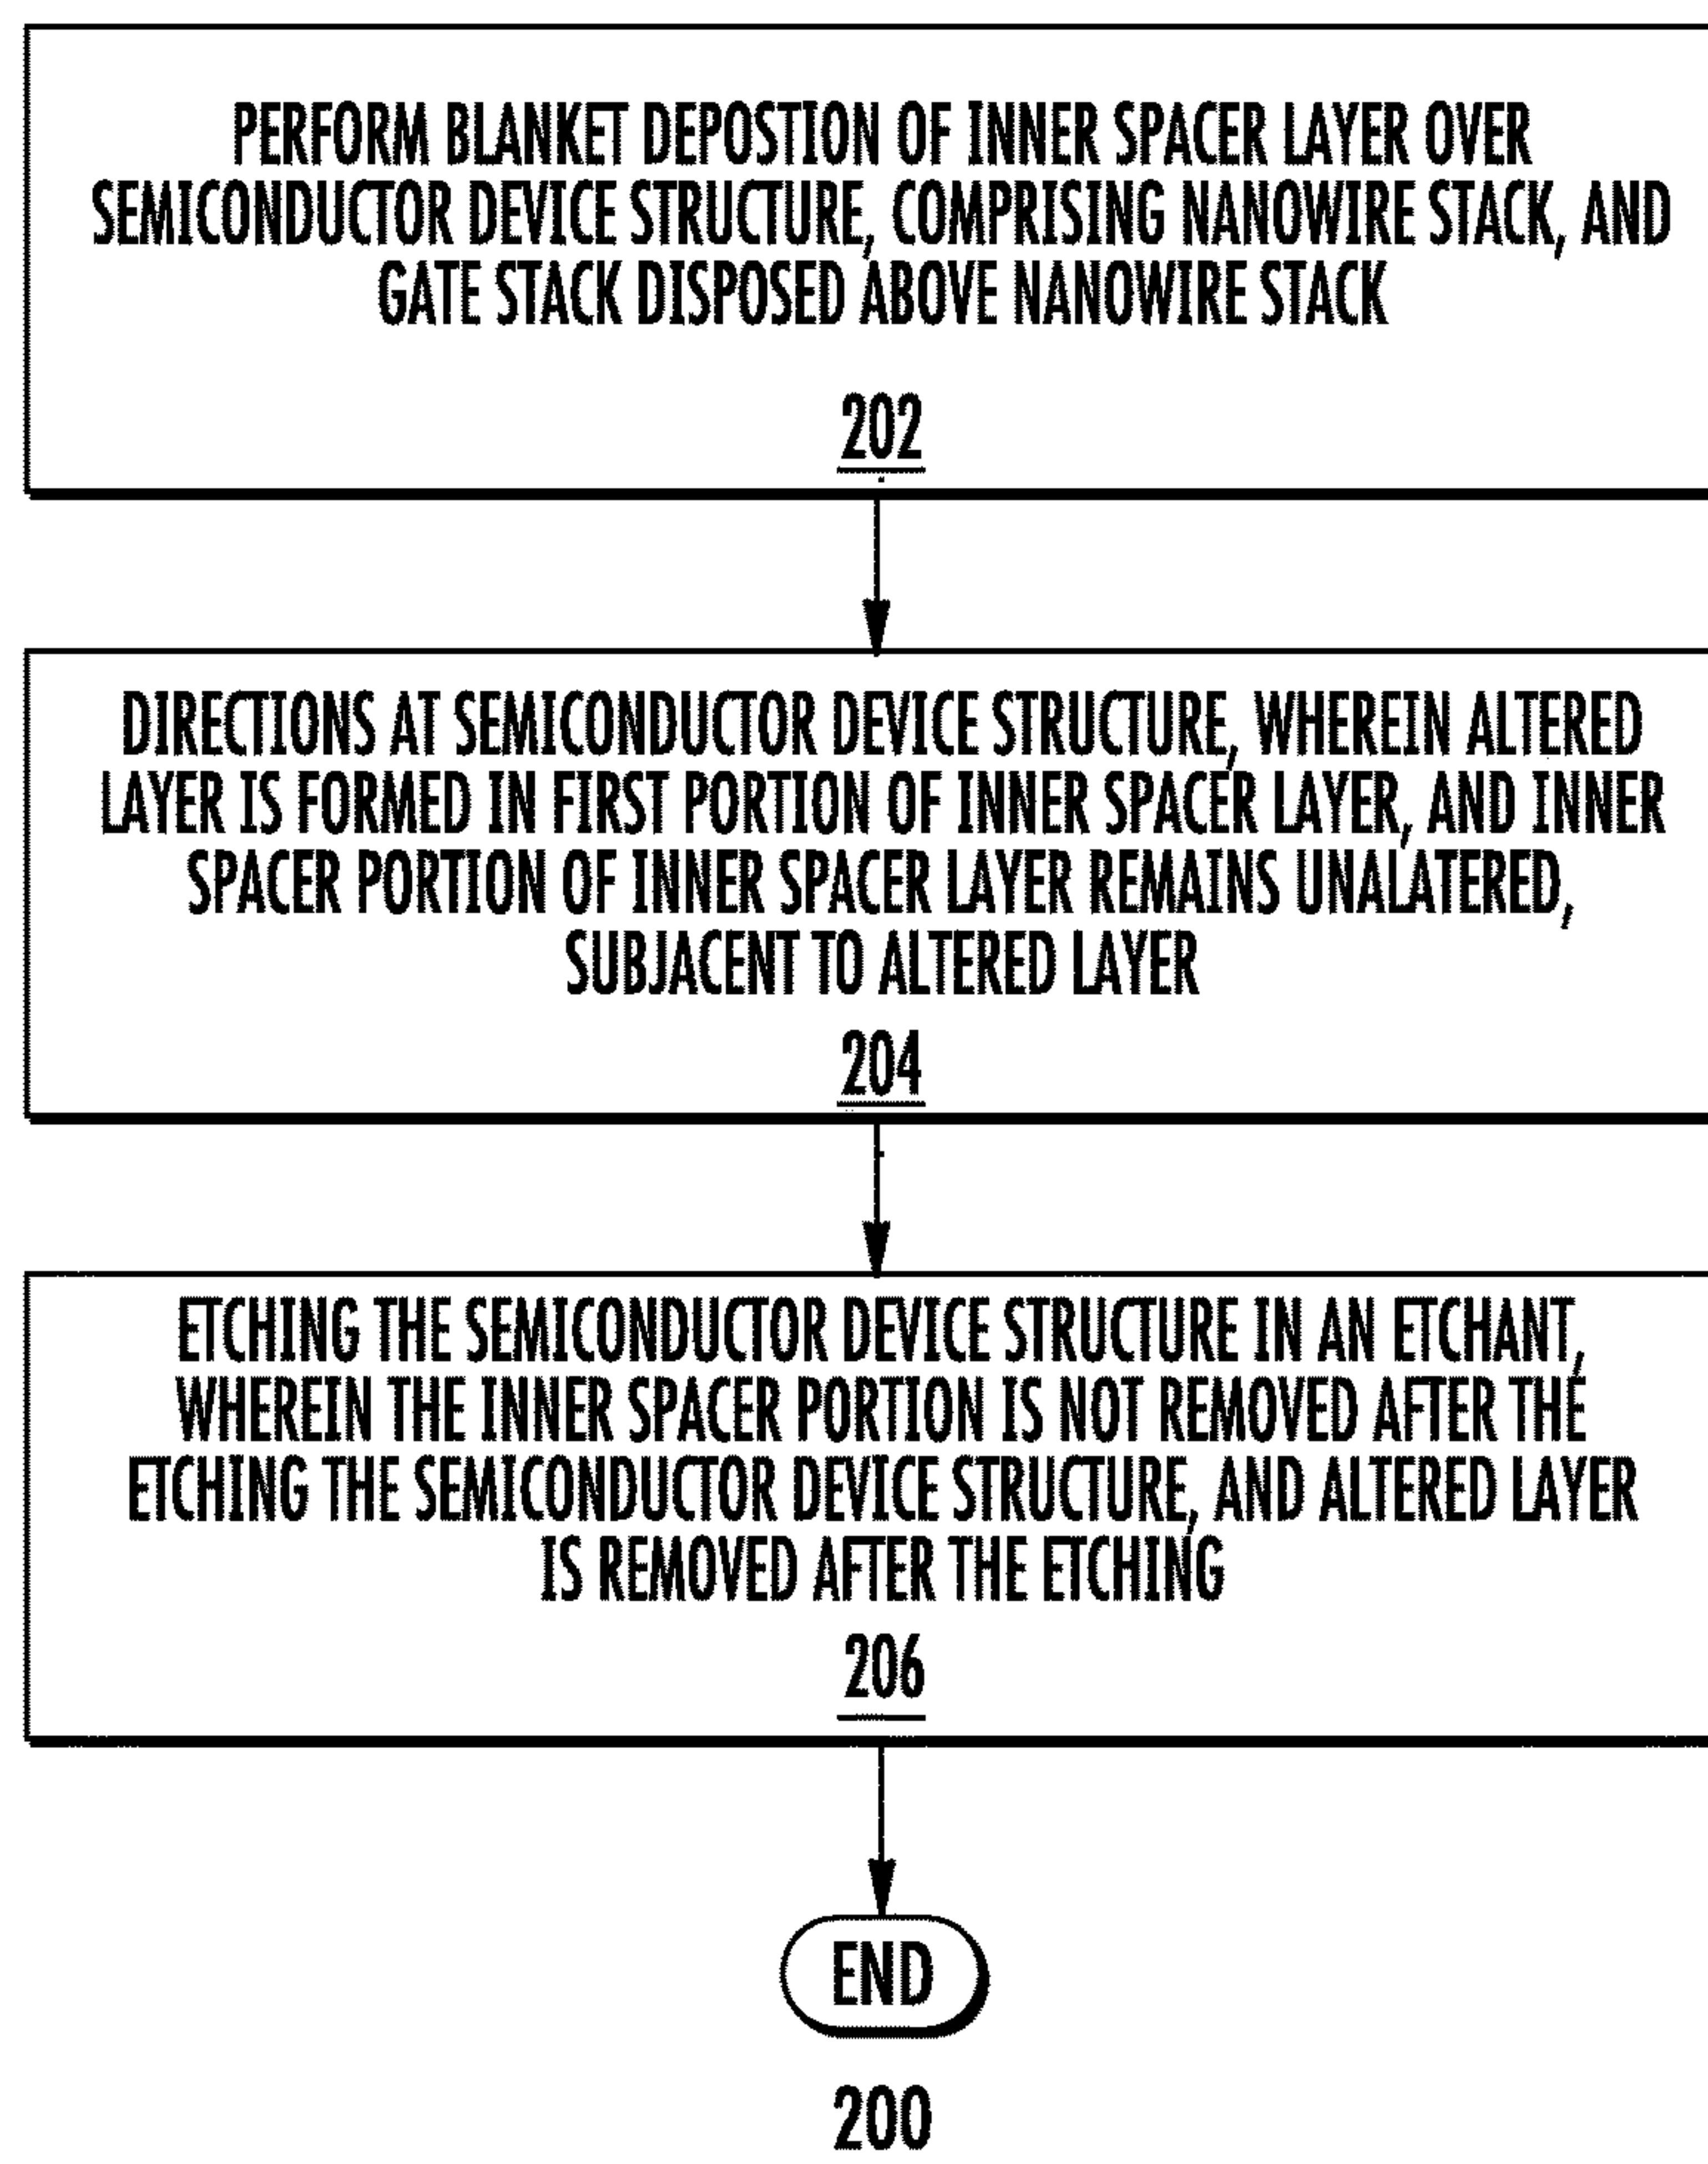 PERFORM BLANKET DEPOSTION OF INNER SPACER LAYER OVER
SEMICONDUCTOR DEVICE STRUCTURE, COMPRISING NANOWIRE STACK, AND
GATE STACK DISPOSED ABOVE NANOWIRE STACK
202
DIRECTIONS AT SEMICONDUCTOR DEVICE STRUCTURE, WHEREIN ALTERED
LAYER IS FORMED IN FIRST PORTION OF INNER SPACER LAYER, AND INNER
SPACER PORTION OF INNER SPACER LAYER REMAINS UNALATERED,
SUBJACENT TO ALTERED LAYER
204
ETCHING THE SEMICONDUCTOR DEVICE STRUCTURE IN AN ETCHANT,
WHEREIN THE INNER SPACER PORTION IS NOT REMOVED AFTER THE
ETCHING THE SEMICONDUCTOR DEVICE STRUCTURE, AND ALTERED LAYER
IS REMOVED AFTER THE ETCHING
206
END
200